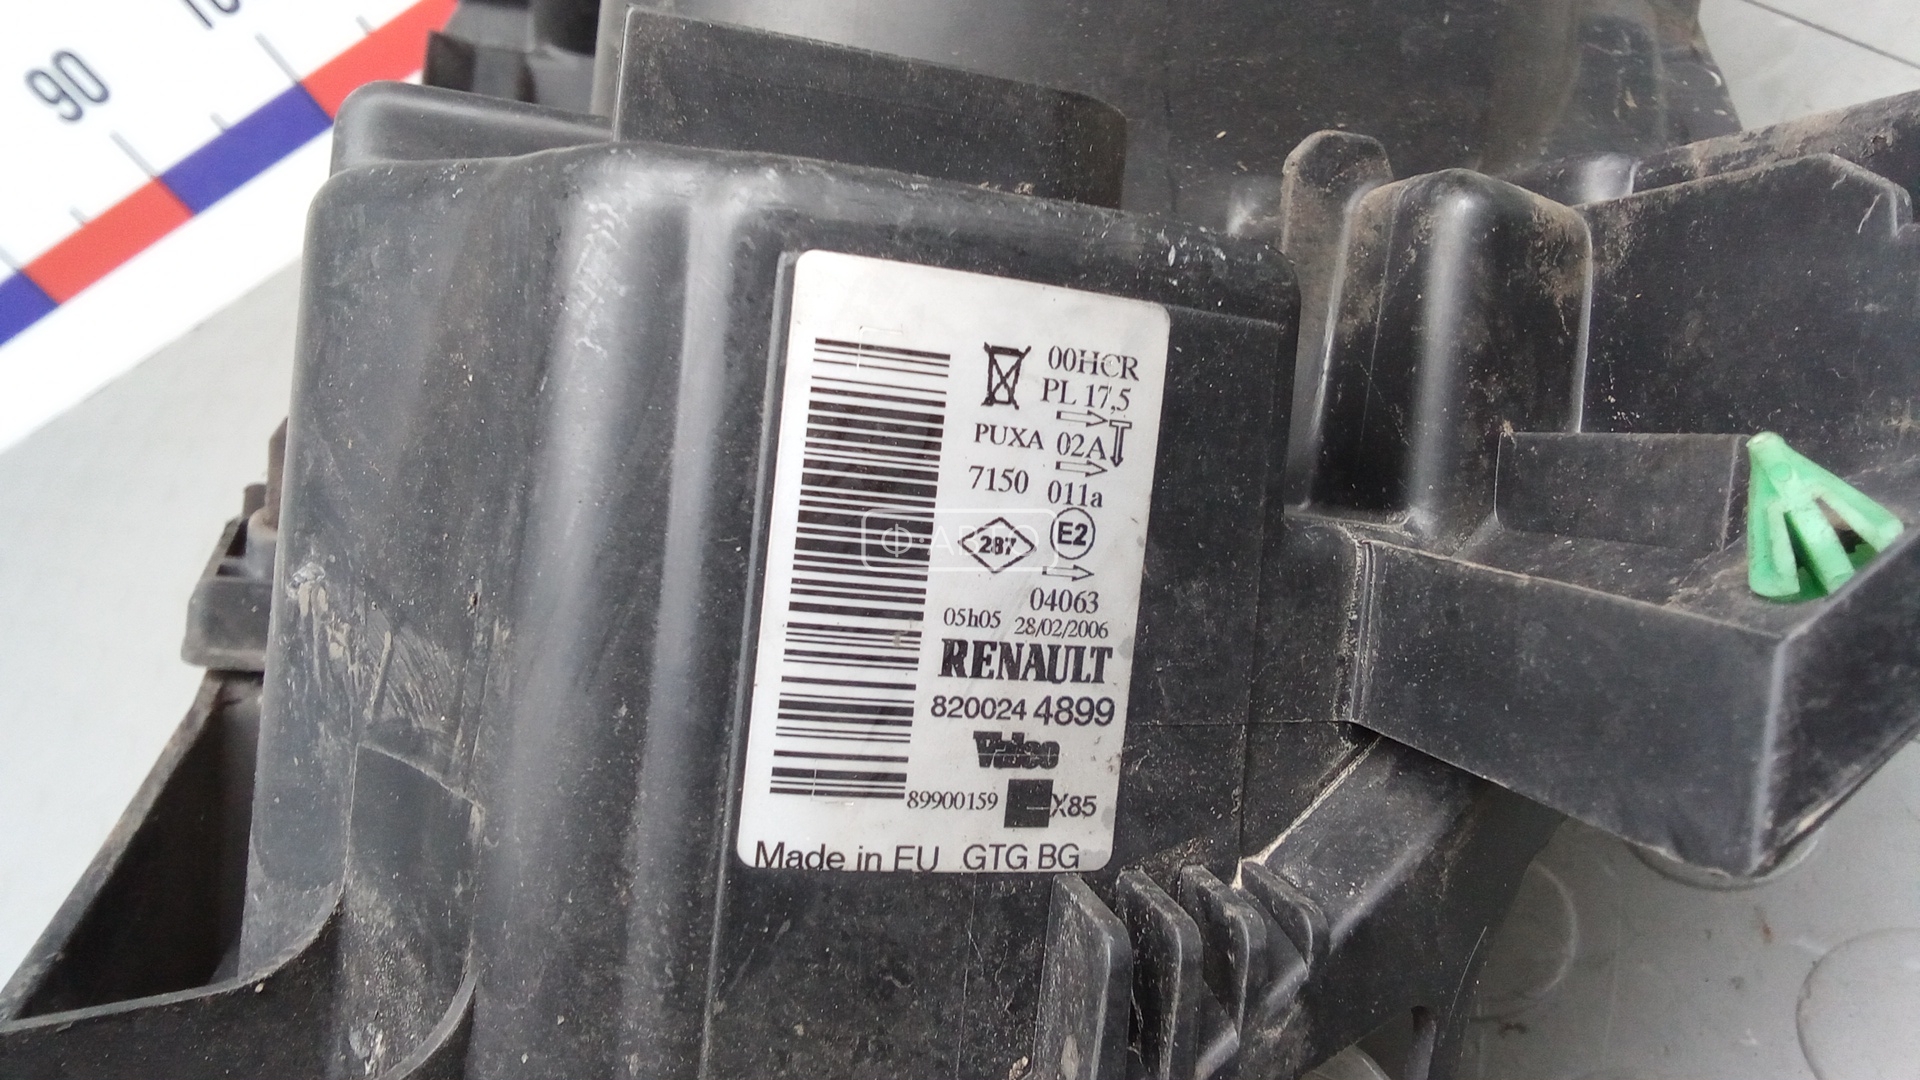 90
00HCR
PL 17,5
PUXA 02A
7150 011a
287 E2
04063
05h05 28/02/2006
RENAULT
820024 4899
Valeo
89900159 X85
Made in EU GTG BG
Ф·АВТО